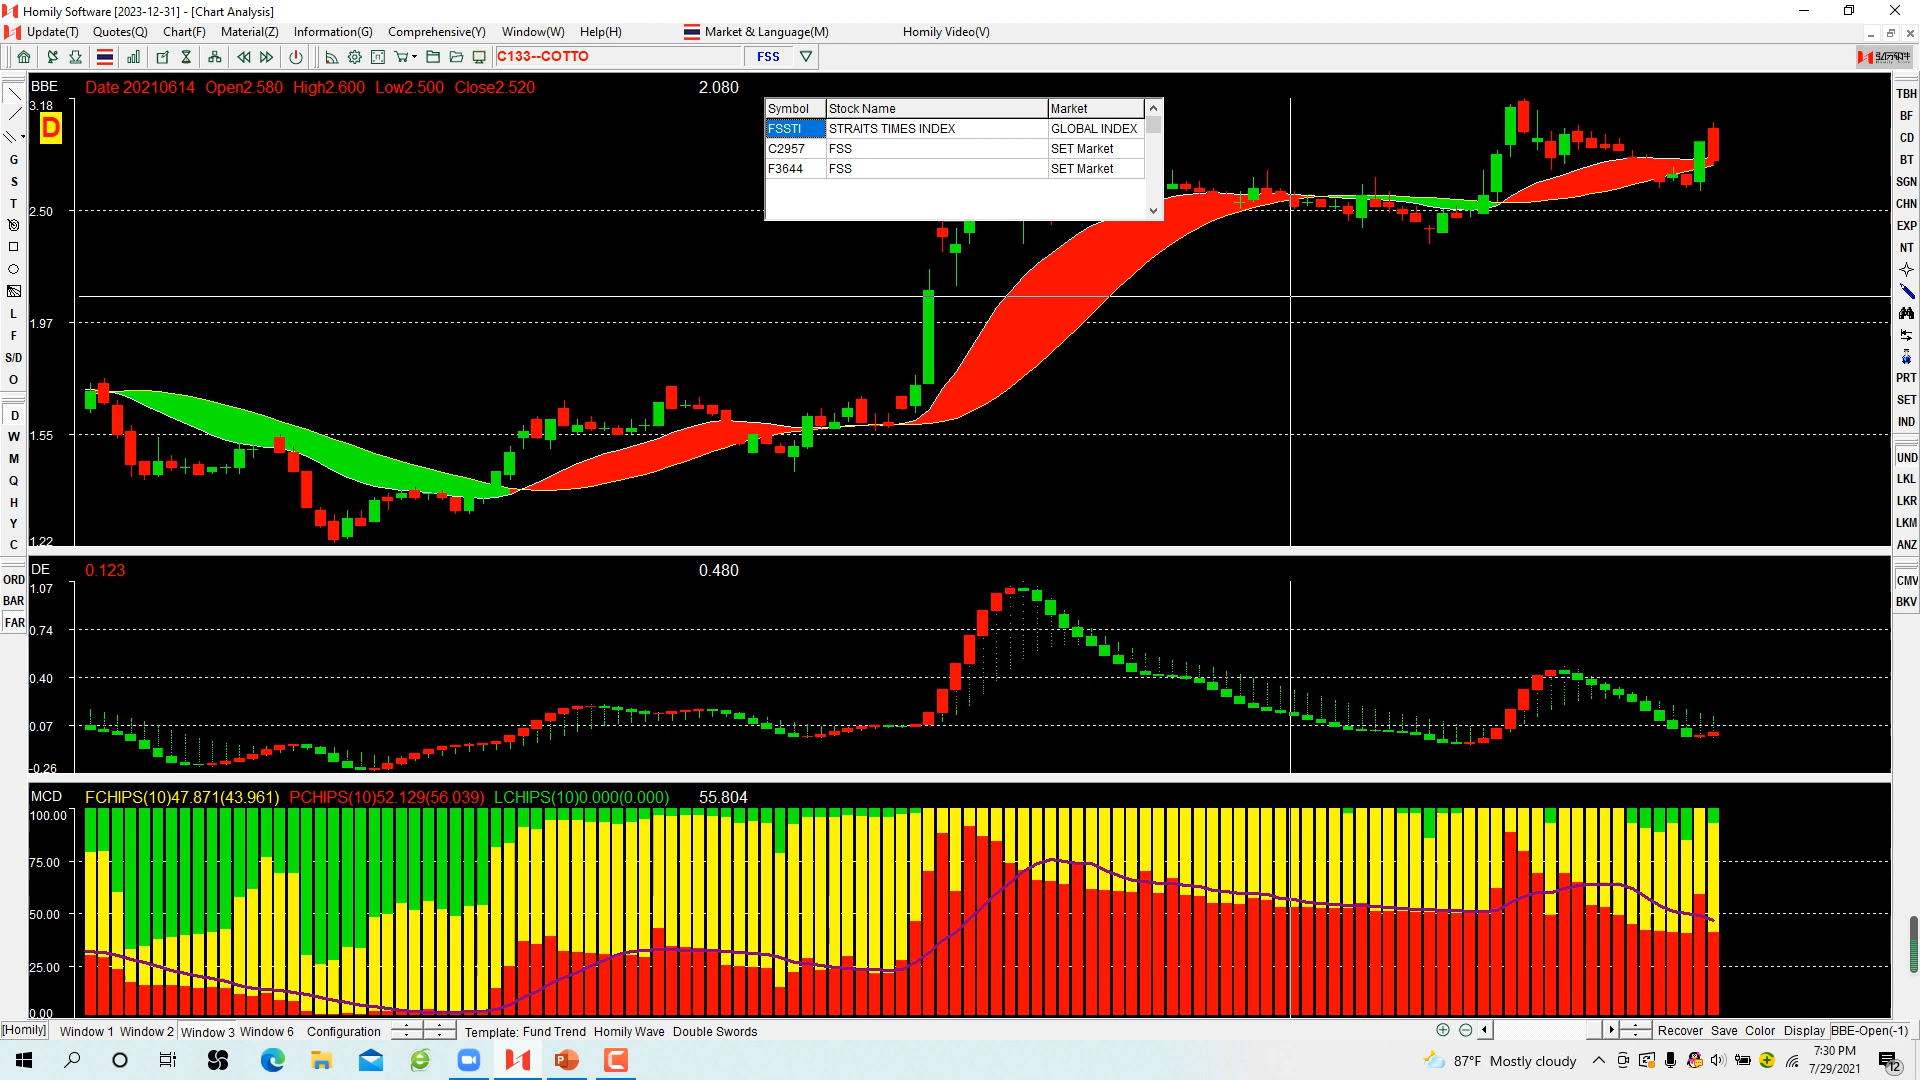 Homily Software [2023-12-31] - [Chart Analysis]
Update(T) Quotes(Q) Chart(F) Material(Z) Information(G) Comprehensive(Y) Window(W) Help(H) Market & Language(M) Homily Video(V)
C133--COTTO FSS
BBE Date 20210614 Open2.580 High2.600 Low2.500 Close2.520 2.080
D
Symbol Stock Name Market
FSSTI STRAITS TIMES INDEX GLOBAL INDEX
C2957 FSS SET Market
F3644 FSS SET Market
3.18
2.50
1.97
1.55
1.22
DE 0.123 0.480
1.07
0.74
0.40
0.07
-0.26
MCD FCHIPS(10)47.871(43.961) PCHIPS(10)52.129(56.039) LCHIPS(10)0.000(0.000) 55.804
100.00
75.00
50.00
25.00
0.00
G
S
T
L
F
S/D
O
D
W
M
Q
H
Y
C
ORD
BAR
FAR
TBH
BF
CD
BT
SGN
CHN
EXP
NT
PRT
SET
IND
UND
LKL
LKR
LKM
ANZ
CMV
BKV
[Homily] Window 1 Window 2 Window 3 Window 6 Configuration Template: Fund Trend Homily Wave Double Swords Recover Save Color Display BBE-Open(-1)
87°F Mostly cloudy 7:30 PM
7/29/2021
12